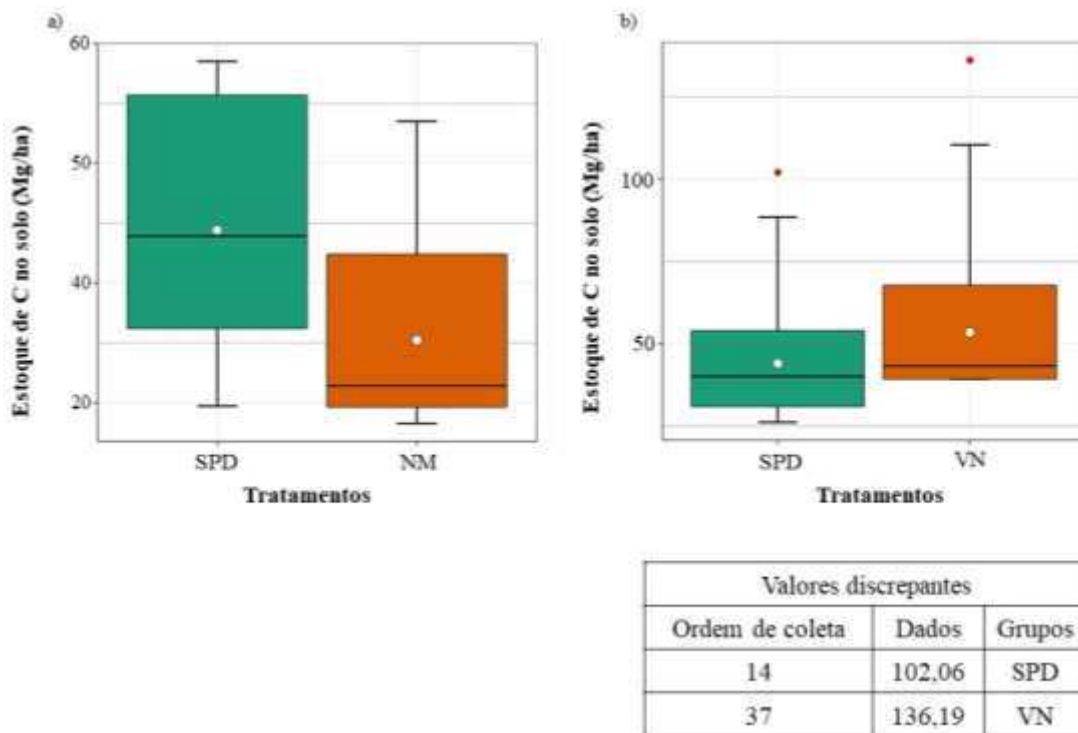 a)
60
50
40
20
Estoque de C no solo (Mg/ha)
SPD NM
Tratamentos
b)
100
50
Estoque de C no solo (Mg/ha)
SPD VN
Tratamentos
Valores discrepantes
Ordem de coleta Dados Grupos
14 102,06 SPD
37 136,19 VN